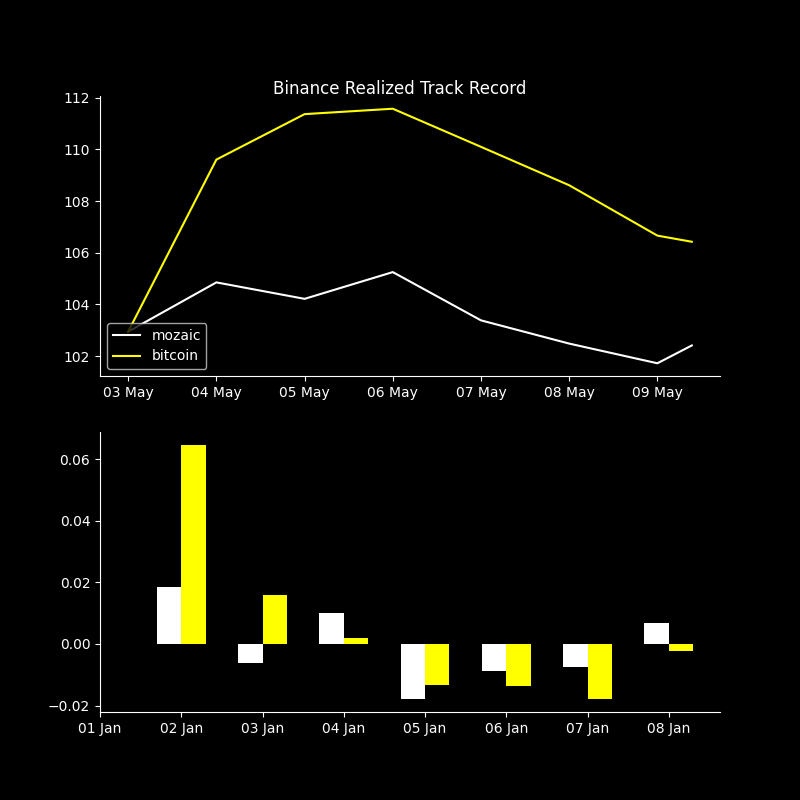 Binance Realized Track Record
112
110
108
106
104
102
mozaic
bitcoin
03 May 04 May 05 May 06 May 07 May 08 May 09 May
0.06
0.04
0.02
0.00
−0.02
01 Jan 02 Jan 03 Jan 04 Jan 05 Jan 06 Jan 07 Jan 08 Jan